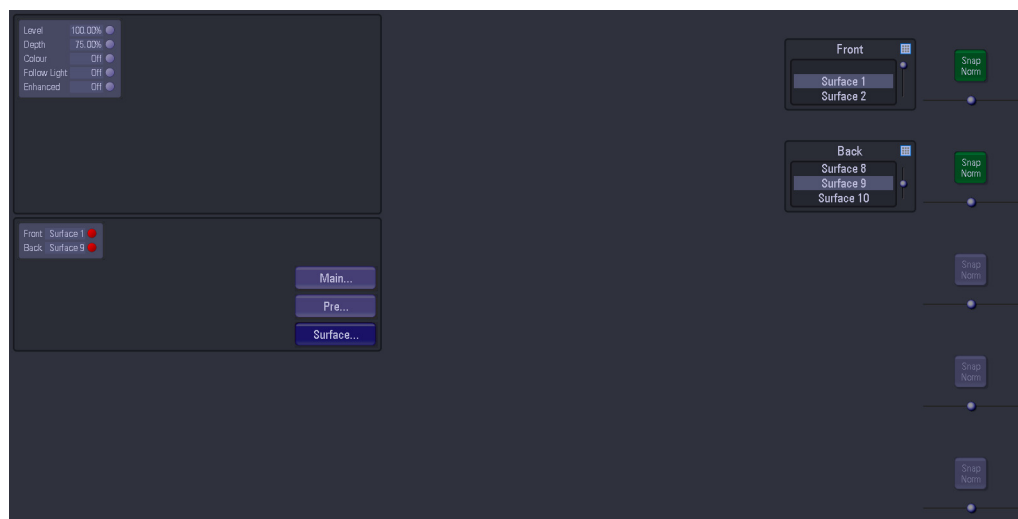 Level 100.00%
Depth 75.00%
Colour Off
Follow Light Off
Enhanced Off
Front Surface 1
Back Surface 9
Main...
Pre...
Surface...
Front
Surface 1
Surface 2
Snap
Norm
Back
Surface 8
Surface 9
Surface 10
Snap
Norm
Snap
Norm
Snap
Norm
Snap
Norm